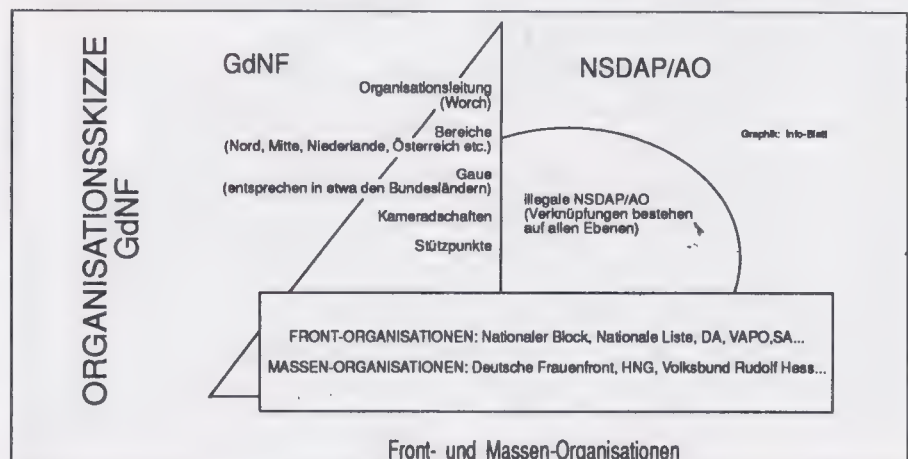 ORGANISATIONSSKIZZE
GdNF
GdNF
Organisationsleitung
(Worch)
Bereiche
(Nord, Mitte, Niederlande, Österreich etc.)
Gaue
(entsprechen in etwa den Bundesländern)
Kameradschaften
Stützpunkte
NSDAP/AO
Graphik: Info-Blatt
illegale NSDAP/AO
(Verknüpfungen bestehen
auf allen Ebenen)
FRONT-ORGANISATIONEN: Nationaler Block, Nationale Liste, DA, VAPO,SA...
MASSEN-ORGANISATIONEN: Deutsche Frauenfront, HNG, Volksbund Rudolf Hess...
Front- und Massen-Organisationen